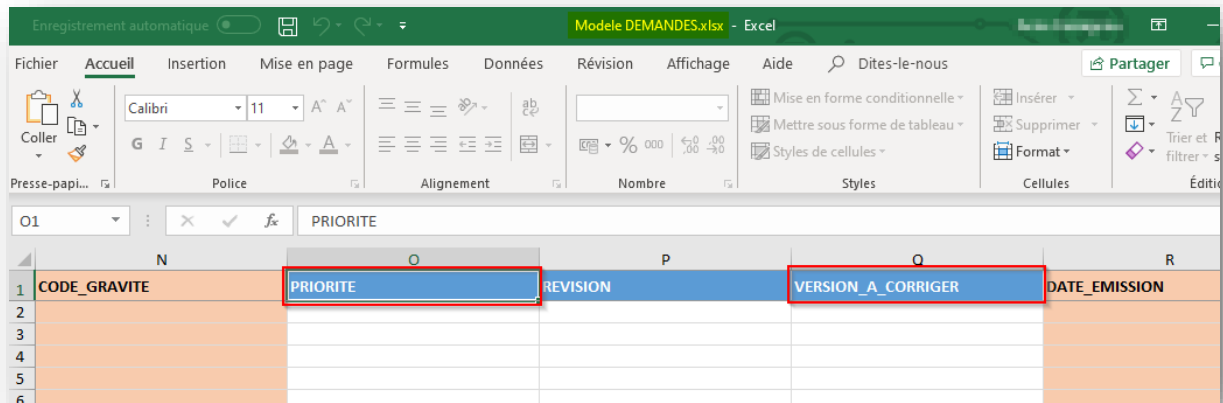 Enregistrement automatique
Modele DEMANDES.xlsx - Excel
Fichier Accueil Insertion Mise en page Formules Données Révision Affichage Aide Dites-le-nous Partager
Coller
Calibri 11 A A
G I S A
ab
% 000
Mise en forme conditionnelle
Mettre sous forme de tableau
Styles de cellules
Insérer
Supprimer
Format
Trier et
filtrer
Presse-papi... Police Alignement Nombre Styles Cellules
O1 fx PRIORITE
N O P Q R
1 CODE_GRAVITE PRIORITE REVISION VERSION_A_CORRIGER DATE_EMISSION
2
3
4
5
6